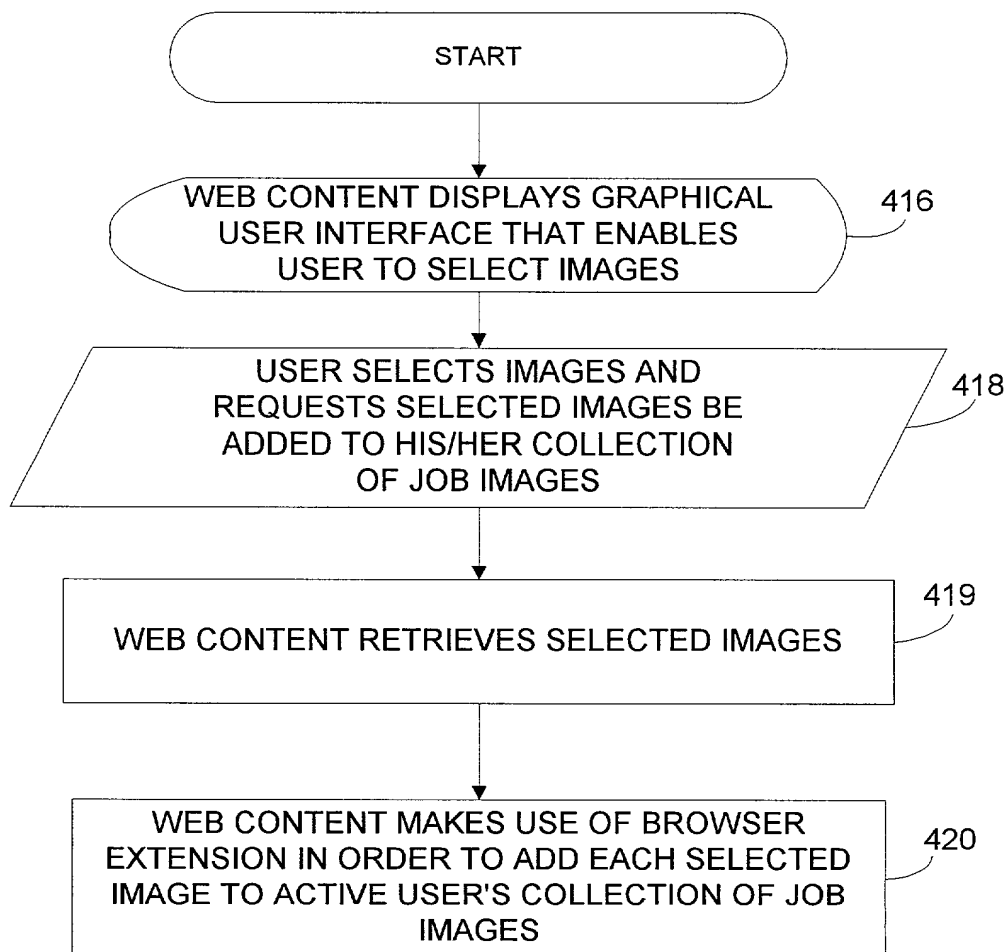 START
WEB CONTENT DISPLAYS GRAPHICAL
USER INTERFACE THAT ENABLES
USER TO SELECT IMAGES
416
USER SELECTS IMAGES AND
REQUESTS SELECTED IMAGES BE
ADDED TO HIS/HER COLLECTION
OF JOB IMAGES
418
WEB CONTENT RETRIEVES SELECTED IMAGES
419
WEB CONTENT MAKES USE OF BROWSER
EXTENSION IN ORDER TO ADD EACH SELECTED
IMAGE TO ACTIVE USER'S COLLECTION OF JOB
IMAGES
420